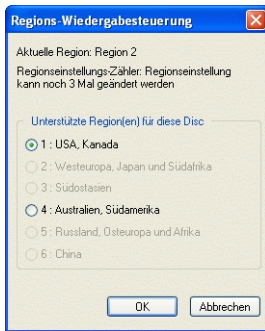 Regions-Wiedergabesteuerung
Aktuelle Region: Region 2
Regionseinstellungs-Zähler: Regionseinstellung
kann noch 3 Mal geändert werden
Unterstützte Region(en) für diese Disc
1 : USA, Kanada
2 : Westeuropa, Japan und Südafrika
3 : Südostasien
4 : Australien, Südamerika
5 : Russland, Osteuropa und Afrika
6 : China
OK
Abbrechen